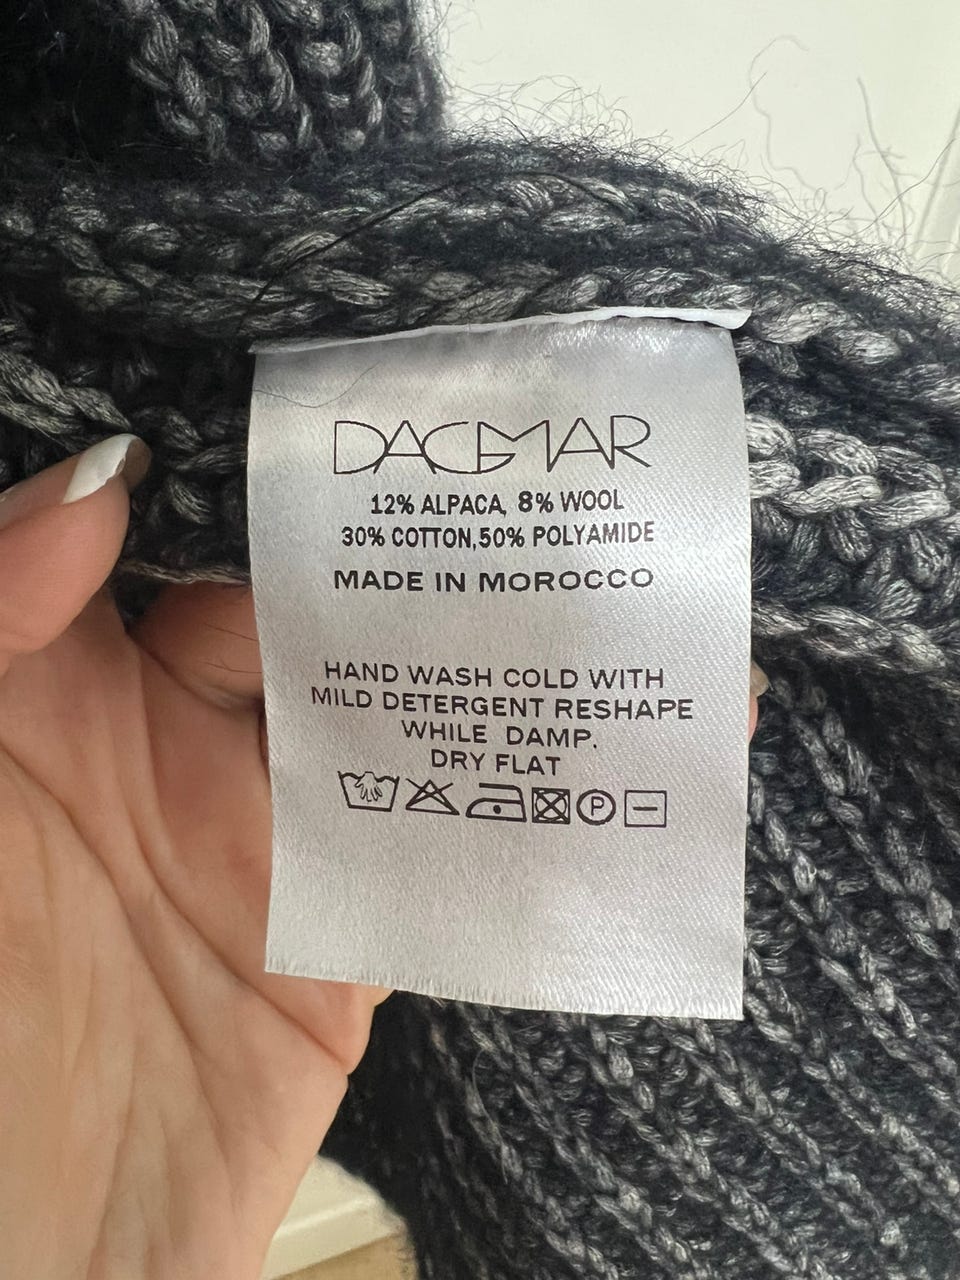 DAGMAR
12% ALPACA, 8% WOOL
30% COTTON,50% POLYAMIDE
MADE IN MOROCCO
HAND WASH COLD WITH
MILD DETERGENT RESHAPE
WHILE DAMP.
DRY FLAT
P